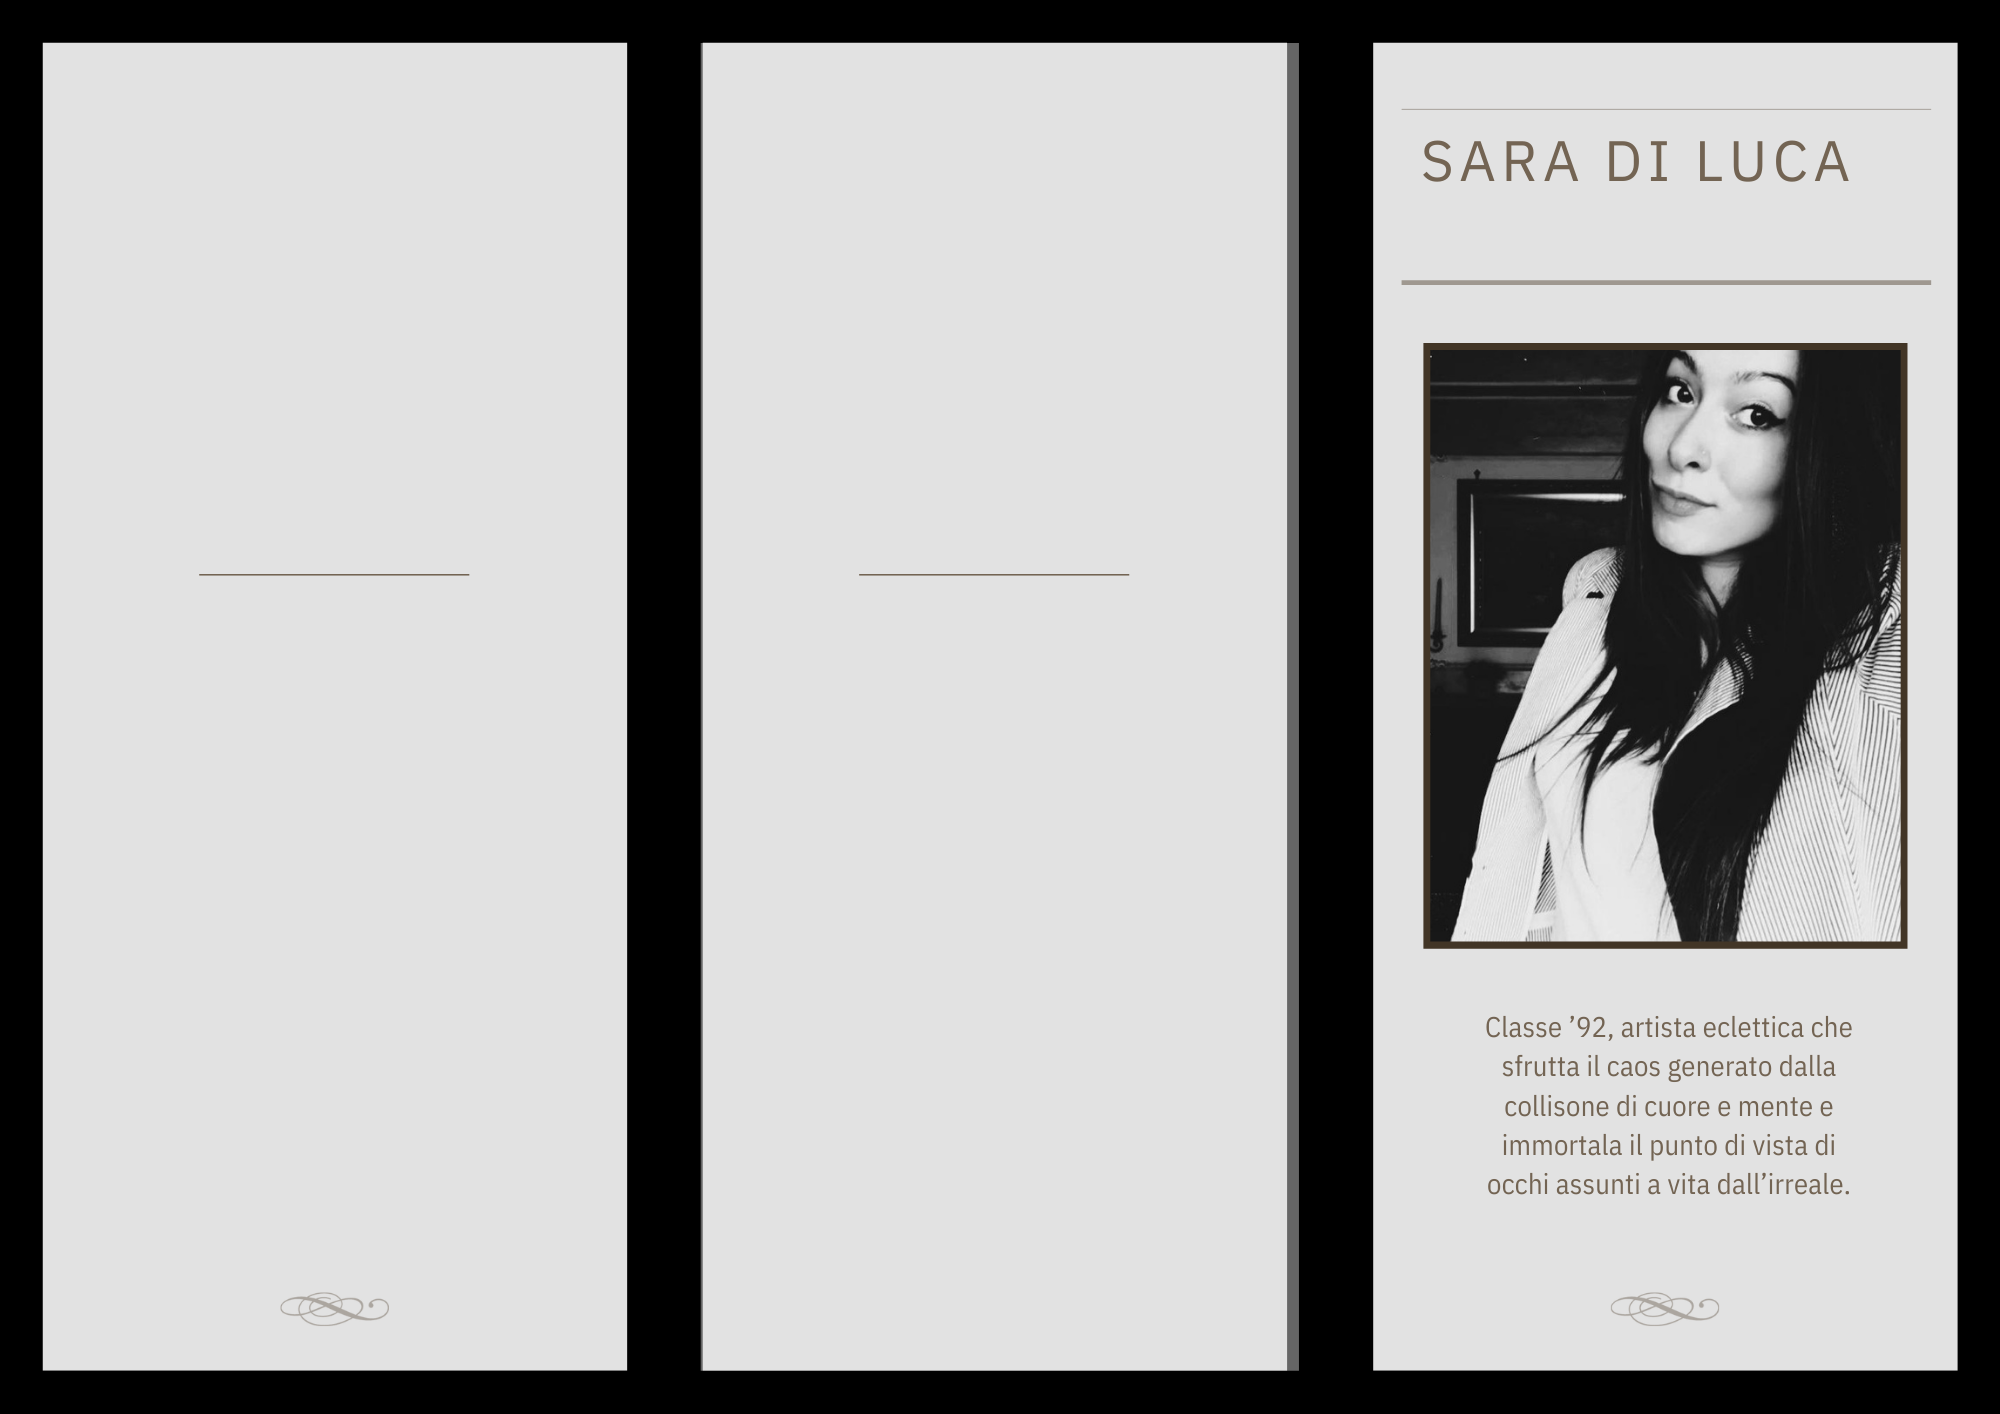 SARA DI LUCA
Classe ’92, artista eclettica che
sfrutta il caos generato dalla
collisone di cuore e mente e
immortala il punto di vista di
occhi assunti a vita dall’irreale.